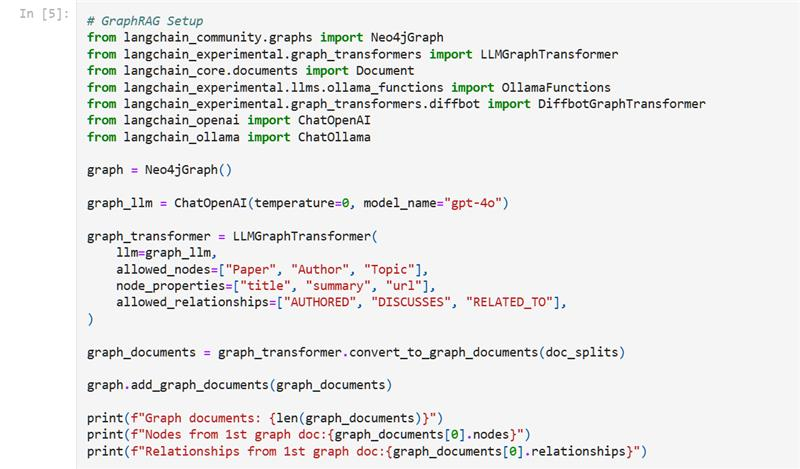 In [5]:
# GraphRAG Setup
from langchain_community.graphs import Neo4jGraph
from langchain_experimental.graph_transformers import LLMGraphTransformer
from langchain_core.documents import Document
from langchain_experimental.llms.ollama_functions import OllamaFunctions
from langchain_experimental.graph_transformers.diffbot import DiffbotGraphTransformer
from langchain_openai import ChatOpenAI
from langchain_ollama import ChatOllama

graph = Neo4jGraph()

graph_llm = ChatOpenAI(temperature=0, model_name="gpt-4o")

graph_transformer = LLMGraphTransformer(
    llm=graph_llm,
    allowed_nodes=["Paper", "Author", "Topic"],
    node_properties=["title", "summary", "url"],
    allowed_relationships=["AUTHORED", "DISCUSSES", "RELATED_TO"],
)

graph_documents = graph_transformer.convert_to_graph_documents(doc_splits)

graph.add_graph_documents(graph_documents)

print(f"Graph documents: {len(graph_documents)}")
print(f"Nodes from 1st graph doc:{graph_documents[0].nodes}")
print(f"Relationships from 1st graph doc:{graph_documents[0].relationships}")